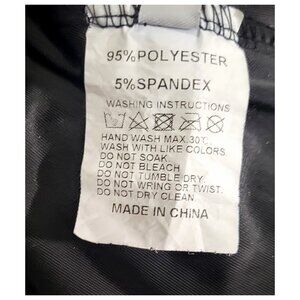 95%POLYESTER
5%SPANDEX
WASHING INSTRUCTIONS
HAND WASH MAX.30℃
WASH WITH LIKE COLORS.
DO NOT SOAK.
DO NOT BLEACH
DO NOT TUMBLE DRY.
DO NOT WRING OR TWIST.
DO NOT DRY CLEAN.
MADE IN CHINA